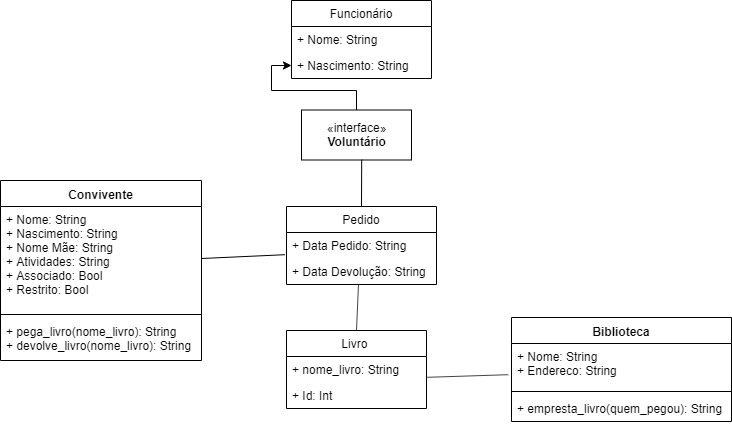 Funcionário
+ Nome: String
+ Nascimento: String
«interface»
Voluntário
Convivente
+ Nome: String
+ Nascimento: String
+ Nome Mãe: String
+ Atividades: String
+ Associado: Bool
+ Restrito: Bool
+ pega_livro(nome_livro): String
+ devolve_livro(nome_livro): String
Pedido
+ Data Pedido: String
+ Data Devolução: String
Livro
+ nome_livro: String
+ Id: Int
Biblioteca
+ Nome: String
+ Endereco: String
+ empresta_livro(quem_pegou): String